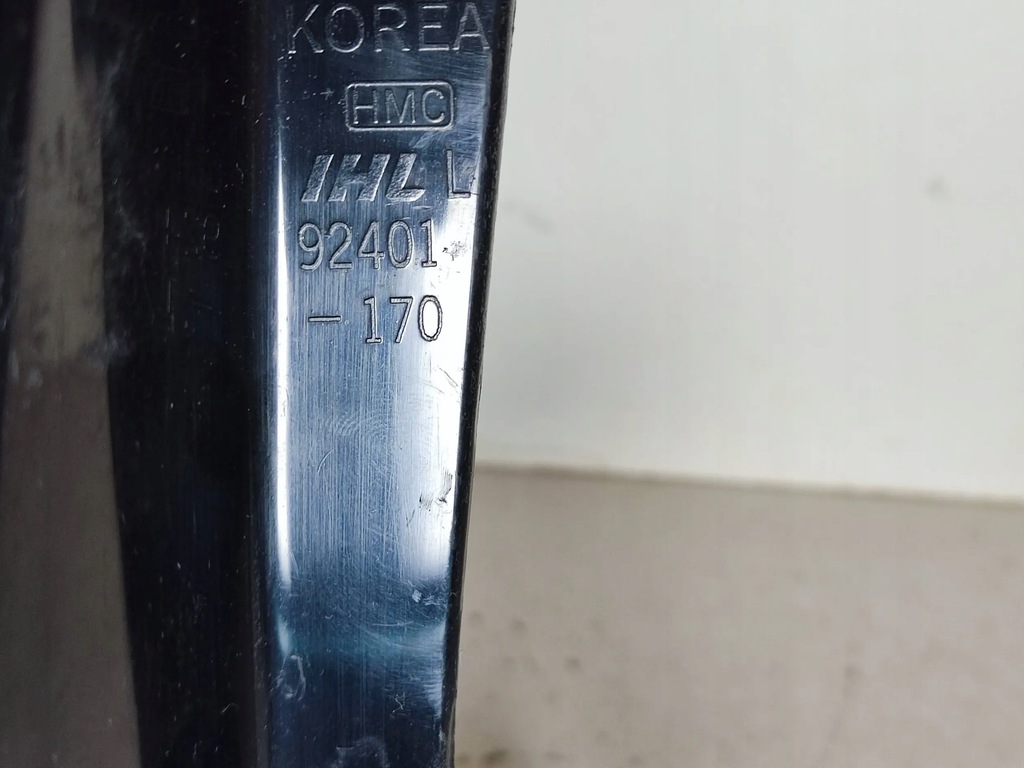 KOREA
HMC
IHL L
92401
- 170